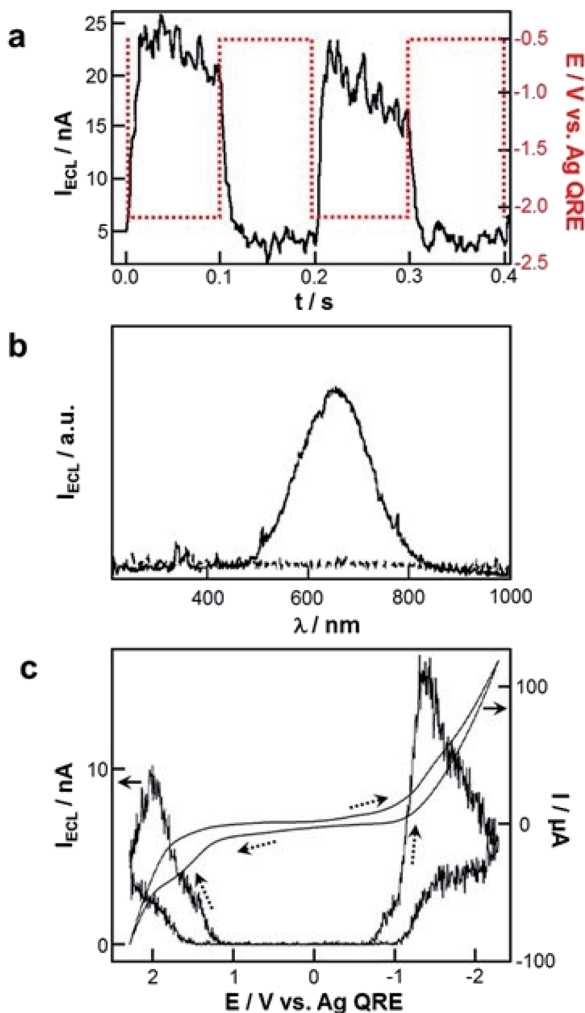 a
25
20
15
10
5
I_ECL / nA
-0.5
-1.0
-1.5
-2.0
-2.5
E / V vs. Ag QRE
0.0 0.1 0.2 0.3 0.4
t / s
b
I_ECL / a.u.
400 600 800 1000
λ / nm
c
10
0
I_ECL / nA
100
0
-100
I / µA
2 1 0 -1 -2
E / V vs. Ag QRE